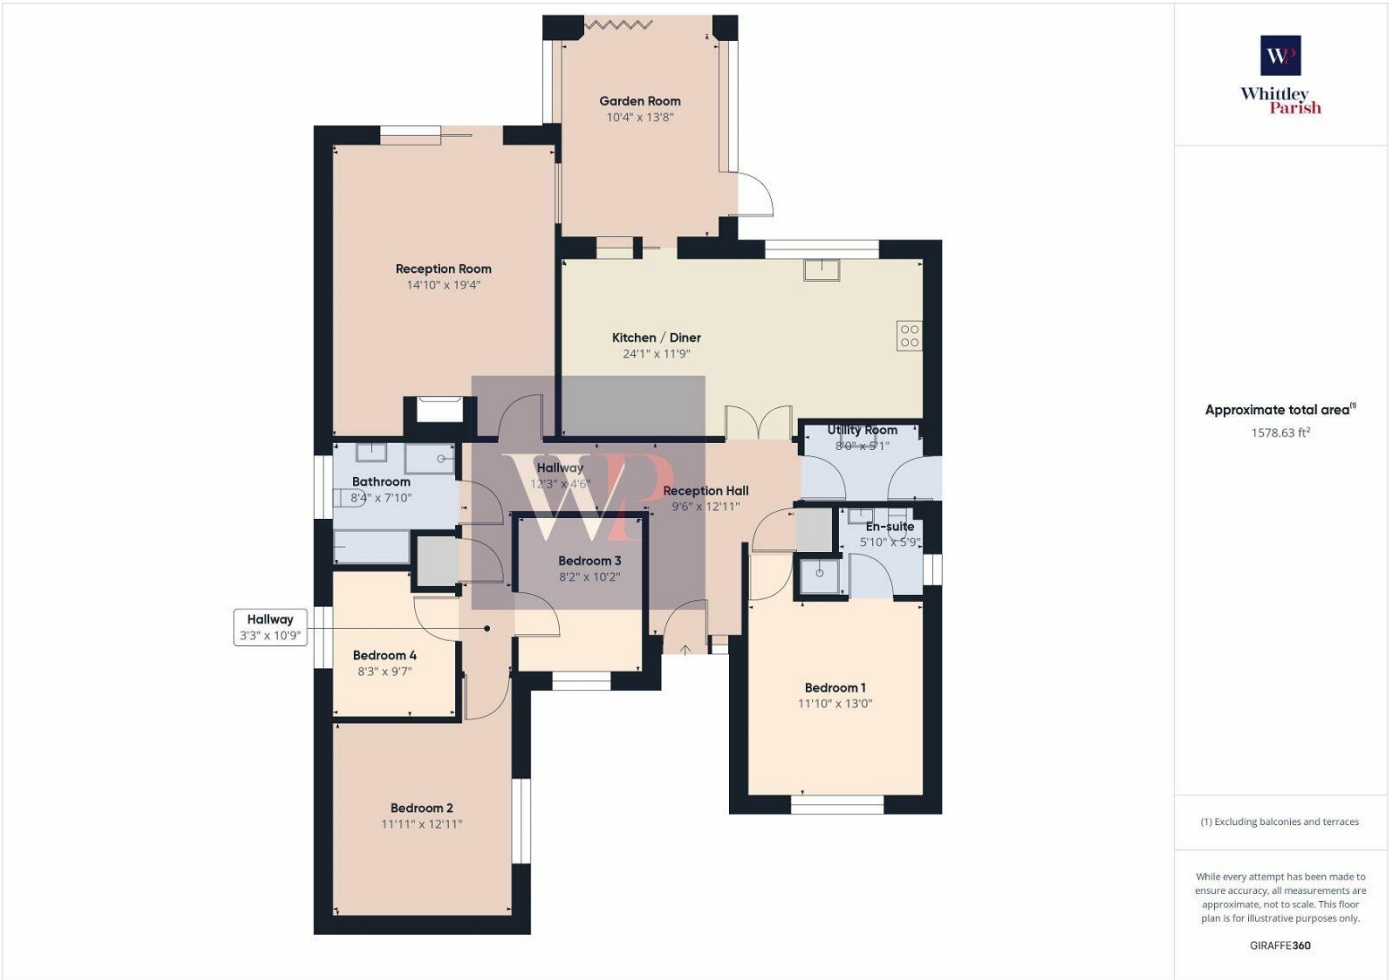 Garden Room
10'4" x 13'8"
Reception Room
14'10" x 19'4"
Kitchen / Diner
24'1" x 11'9"
Utility Room
8'0" x 5'1"
Hallway
12'3" x 4'6"
Reception Hall
9'6" x 12'11"
Bathroom
8'4" x 7'10"
En-suite
5'10" x 5'9"
Bedroom 3
8'2" x 10'2"
Hallway
3'3" x 10'9"
Bedroom 4
8'3" x 9'7"
Bedroom 1
11'10" x 13'0"
Bedroom 2
11'11" x 12'11"
WP
WP
Whittley
Parish
Approximate total area⁽¹⁾
1578.63 ft²
(1) Excluding balconies and terraces
While every attempt has been made to
ensure accuracy, all measurements are
approximate, not to scale. This floor
plan is for illustrative purposes only.
GIRAFFE360